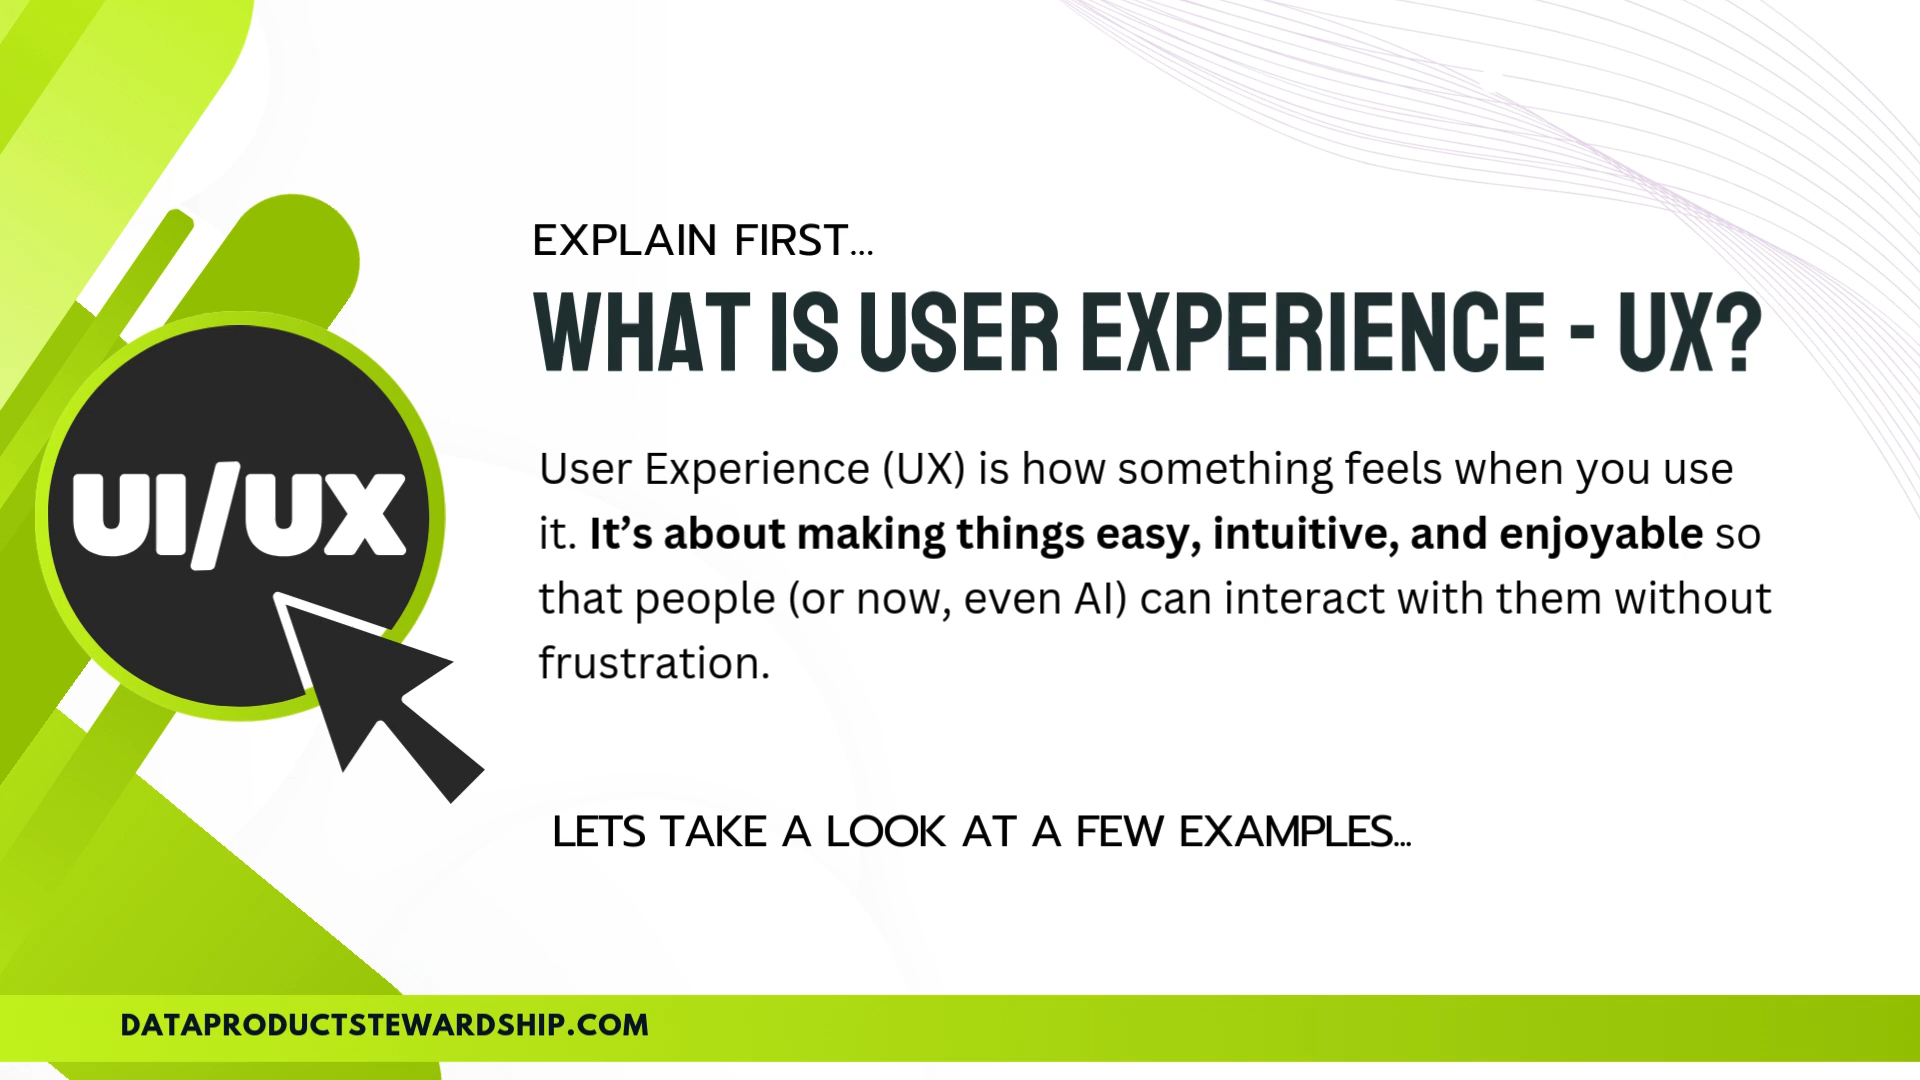 EXPLAIN FIRST...
WHAT IS USER EXPERIENCE - UX?
UI/UX
User Experience (UX) is how something feels when you use
it. It’s about making things easy, intuitive, and enjoyable so
that people (or now, even AI) can interact with them without
frustration.
LETS TAKE A LOOK AT A FEW EXAMPLES...
DATAPRODUCTSTEWARDSHIP.COM